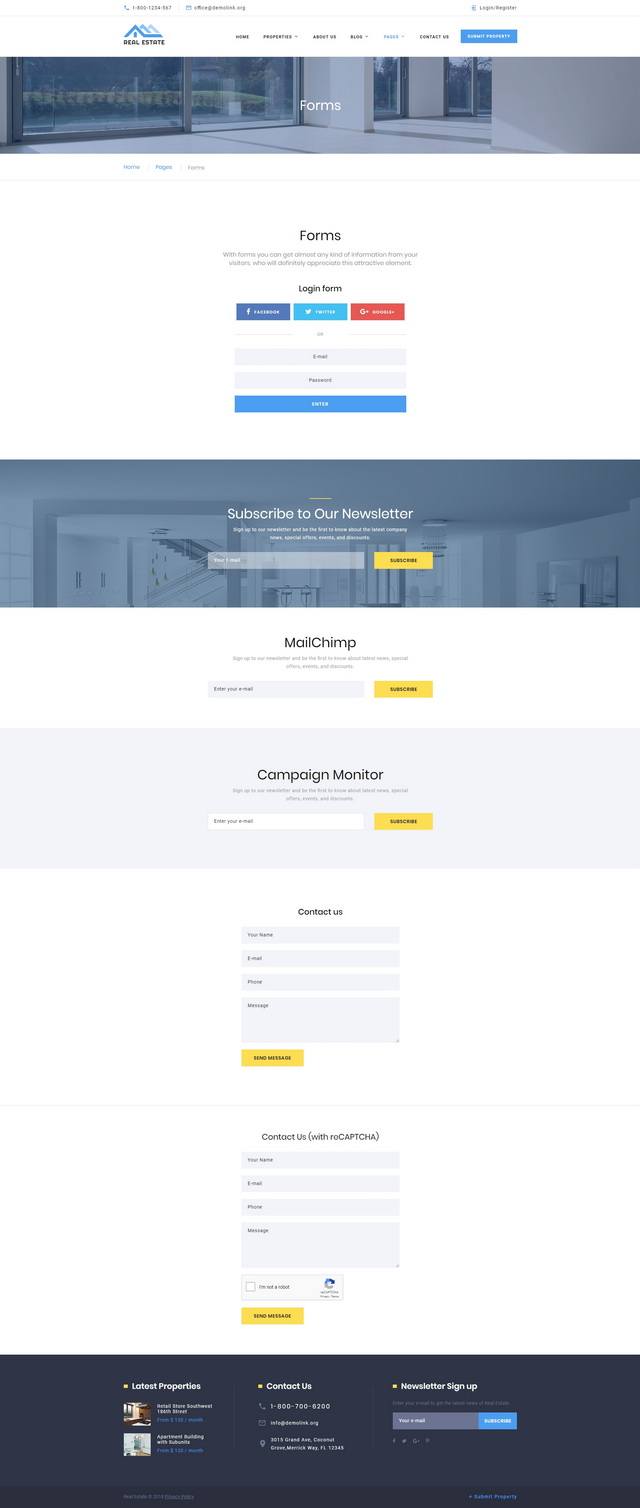 1-800-1234-567
office@demolink.org
Login/Register
REAL ESTATE
HOME PROPERTIES ABOUT US BLOG PAGES CONTACT US SUBMIT PROPERTY
Forms
Home Pages Forms
Forms
With forms you can get almost any kind of information from your
visitors, who will definitely appreciate this attractive element.
Login form
FACEBOOK TWITTER GOOGLE+
OR
E-mail
Password
ENTER
Subscribe to Our Newsletter
Sign up to our newsletter and be the first to know about the latest company
news, special offers, events, and discounts.
Your E-mail SUBSCRIBE
MailChimp
Sign up to our newsletter and be the first to know about latest news, special
offers, events, and discounts.
Enter your e-mail SUBSCRIBE
Campaign Monitor
Sign up to our newsletter and be the first to know about latest news, special
offers, events, and discounts.
Enter your e-mail SUBSCRIBE
Contact us
Your Name
E-mail
Phone
Message
SEND MESSAGE
Contact Us (with reCAPTCHA)
Your Name
E-mail
Phone
Message
I'm not a robot
reCAPTCHA
Privacy - Terms
SEND MESSAGE
Latest Properties
Retail Store Southwest
186th Street
From $ 120 / month
Apartment Building
with Subunits
From $ 120 / month
Contact Us
1-800-700-6200
info@demolink.org
3015 Grand Ave, Coconut
Grove,Merrick Way, FL 12345
Newsletter Sign up
Enter your e-mail to get the latest news of Real Estate.
Your e-mail SUBSCRIBE
Real Estate © 2018 Privacy Policy
+ Submit Property